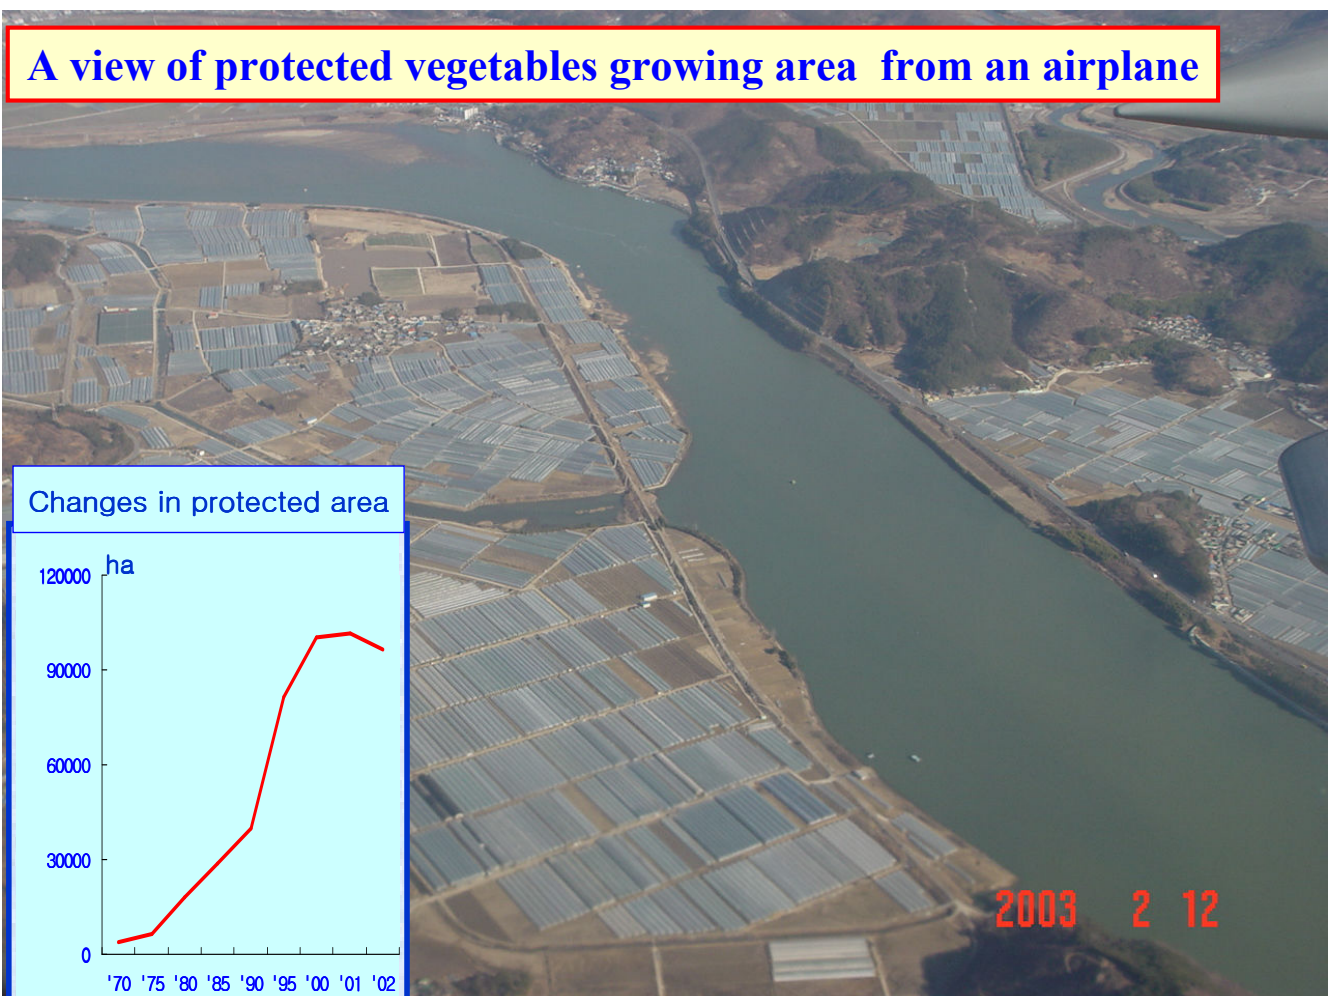 A view of protected vegetables growing area from an airplane
Changes in protected area
ha
120000
90000
60000
30000
0
'70 '75 '80 '85 '90 '95 '00 '01 '02
2003 2 12